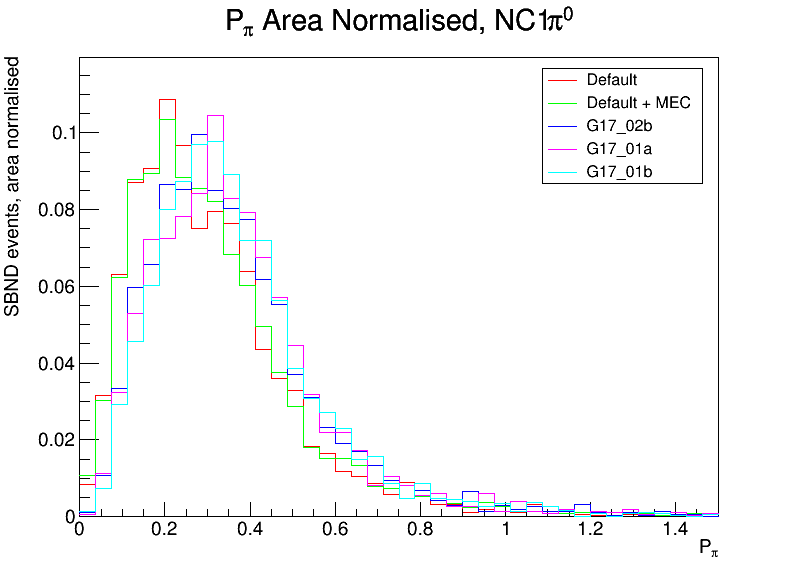 Pπ Area Normalised, NC1π⁰
SBND events, area normalised
Default
Default + MEC
G17_02b
G17_01a
G17_01b
0.1
0.08
0.06
0.04
0.02
0
0 0.2 0.4 0.6 0.8 1 1.2 1.4
Pπ